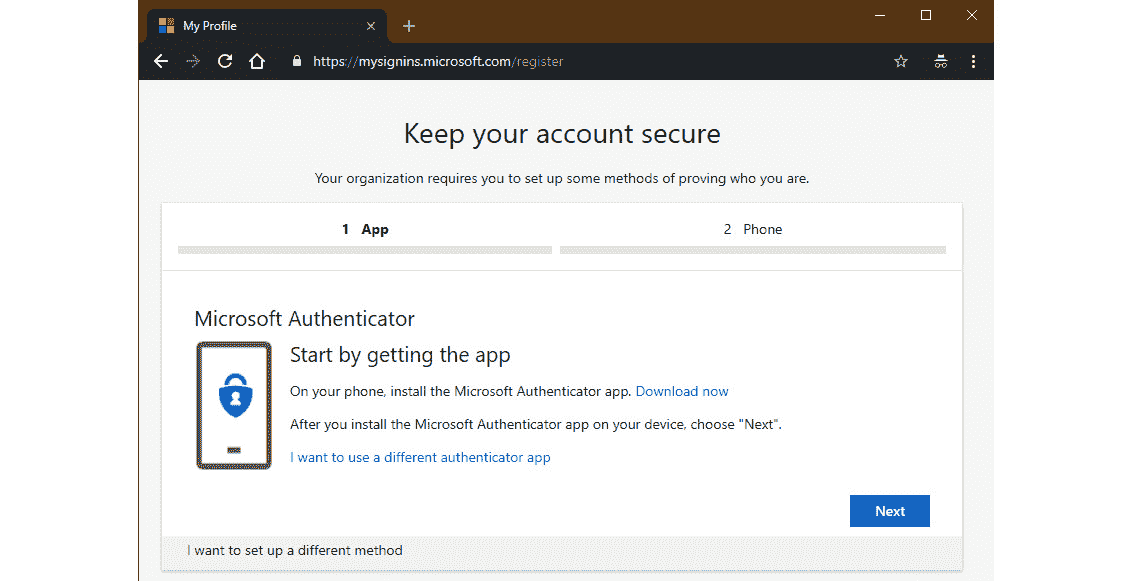 My Profile
https://mysignins.microsoft.com/register
Keep your account secure
Your organization requires you to set up some methods of proving who you are.
1 App
2 Phone
Microsoft Authenticator
Start by getting the app
On your phone, install the Microsoft Authenticator app. Download now
After you install the Microsoft Authenticator app on your device, choose "Next".
I want to use a different authenticator app
Next
I want to set up a different method